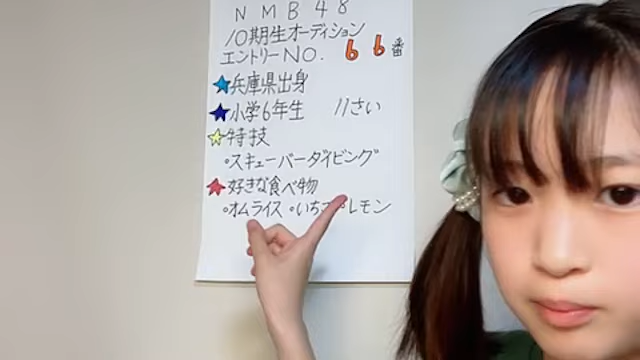 NMB48
10期生オーディション
エントリーNO. 66番
★兵庫県出身
★小学6年生 11さい
★特技
•スキューバーダイビング
★好きな食べ物
•オムライス •いちご •レモン